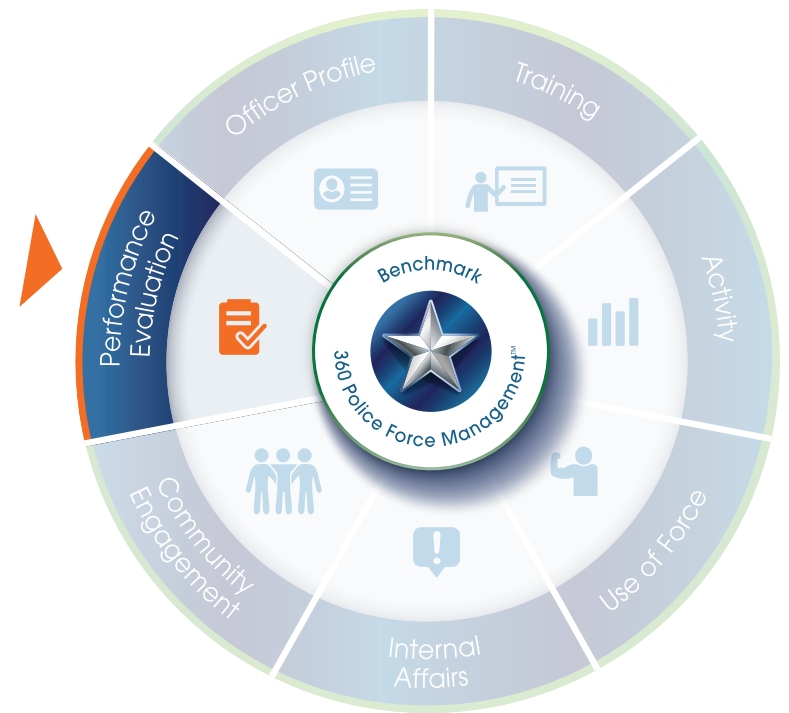 Officer Profile
Training
Activity
Use of Force
Internal
Affairs
Community
Engagement
Performance
Evaluation
Benchmark
360 Police Force Management™